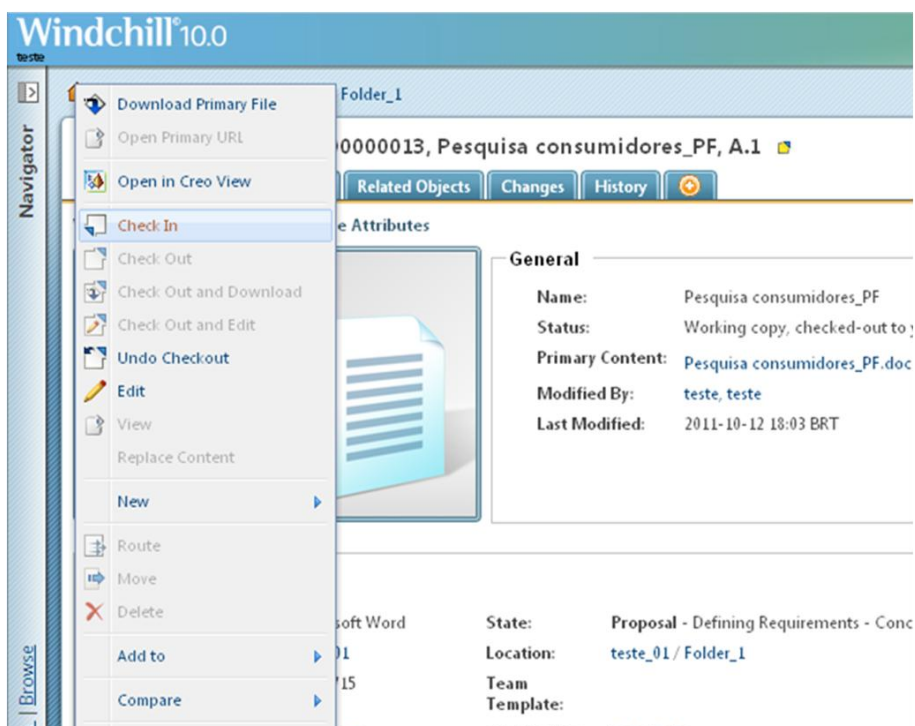 Windchill® 10.0
teste
Navigator
Folder_1
Download Primary File
Open Primary URL
Open in Creo View
Check In
Check Out
Check Out and Download
Check Out and Edit
Undo Checkout
Edit
View
Replace Content
New
Route
Move
Delete
Add to
Compare
0000013, Pesquisa consumidores_PF, A.1
Related Objects Changes History
e Attributes
General
Name: Pesquisa consumidores_PF
Status: Working copy, checked-out to y
Primary Content: Pesquisa consumidores_PF.doc
Modified By: teste, teste
Last Modified: 2011-10-12 18:03 BRT
soft Word
01
715
State: Proposal - Defining Requirements - Conc
Location: teste_01 / Folder_1
Team
Template:
Browse